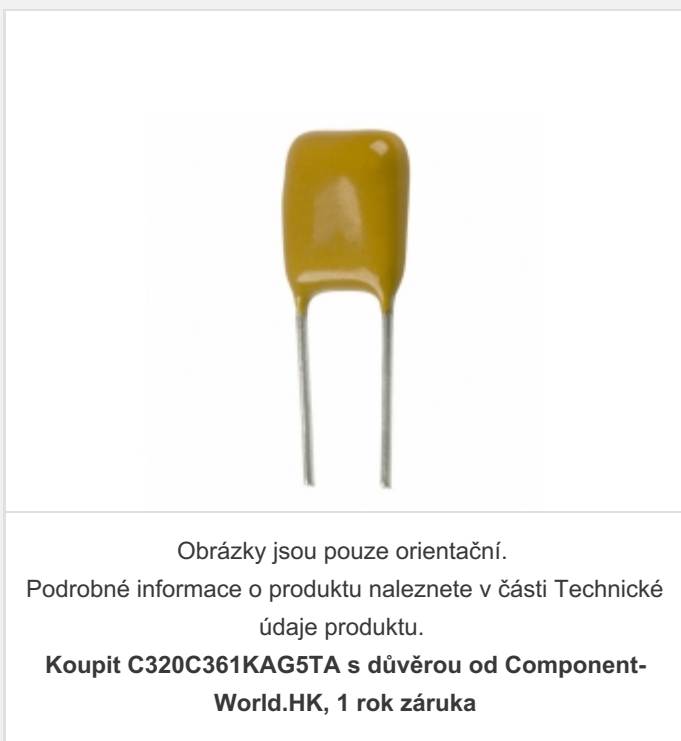 Obrázky jsou pouze orientační.
Podrobné informace o produktu naleznete v části Technické
údaje produktu.
Koupit C320C361KAG5TA s důvěrou od Component-
World.HK, 1 rok záruka